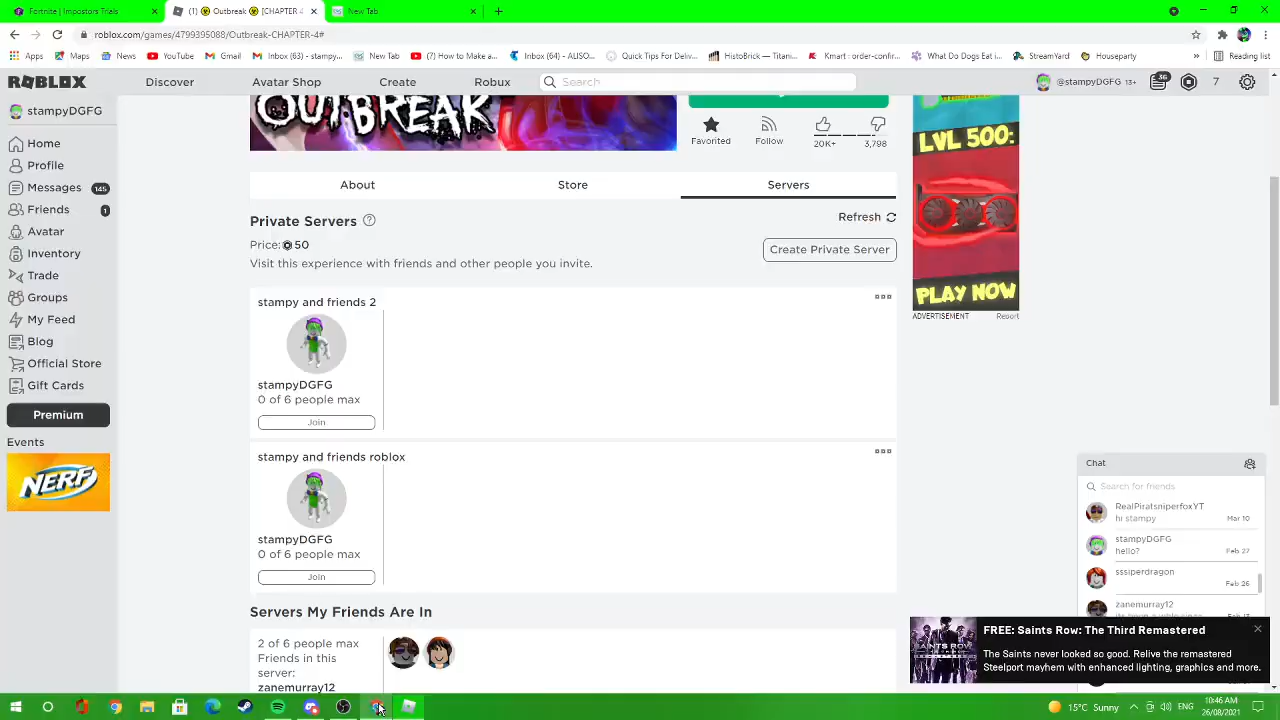 Fortnite | Impostors Trials
(1) ☣ Outbreak ☣ [CHAPTER
New Tab
roblox.com/games/4799395088/Outbreak-CHAPTER-4#
Apps
Maps
News
YouTube
Gmail
Inbox (63) - stampy...
New Tab
(7) How to Make a...
Inbox (64) - ALISO...
Quick Tips For Deliv...
HistoBrick — Titan...
Kmart : order-confir...
What Do Dogs Eat i...
StreamYard
Houseparty
»
Reading list
ROBLOX
Discover
Avatar Shop
Create
Robux
Search
@stampyDGFG 13+
36
7
stampyDGFG
Home
Profile
Messages 145
Friends 1
Avatar
Inventory
Trade
Groups
My Feed
Blog
Official Store
Gift Cards
Premium
Events
NERF
OUTBREAK
Favorited
Follow
20K+
3,798
About
Store
Servers
Private Servers
Refresh
Price: 50
Create Private Server
Visit this experience with friends and other people you invite.
stampy and friends 2
stampyDGFG
0 of 6 people max
Join
stampy and friends roblox
stampyDGFG
0 of 6 people max
Join
Servers My Friends Are In
2 of 6 people max
Friends in this
server:
zanemurray12
LVL 500:
PLAY NOW
ADVERTISEMENT
Report
Chat
Search for friends
RealPiratsniperfoxYT
hi stampy
Mar 10
stampyDGFG
hello?
Feb 27
sssiperdragon
Feb 26
zanemurray12
FREE: Saints Row: The Third Remastered
The Saints never looked so good. Relive the remastered
Steelport mayhem with enhanced lighting, graphics and more.
SAINTS ROW
15°C Sunny
ENG
10:46 AM
26/08/2021